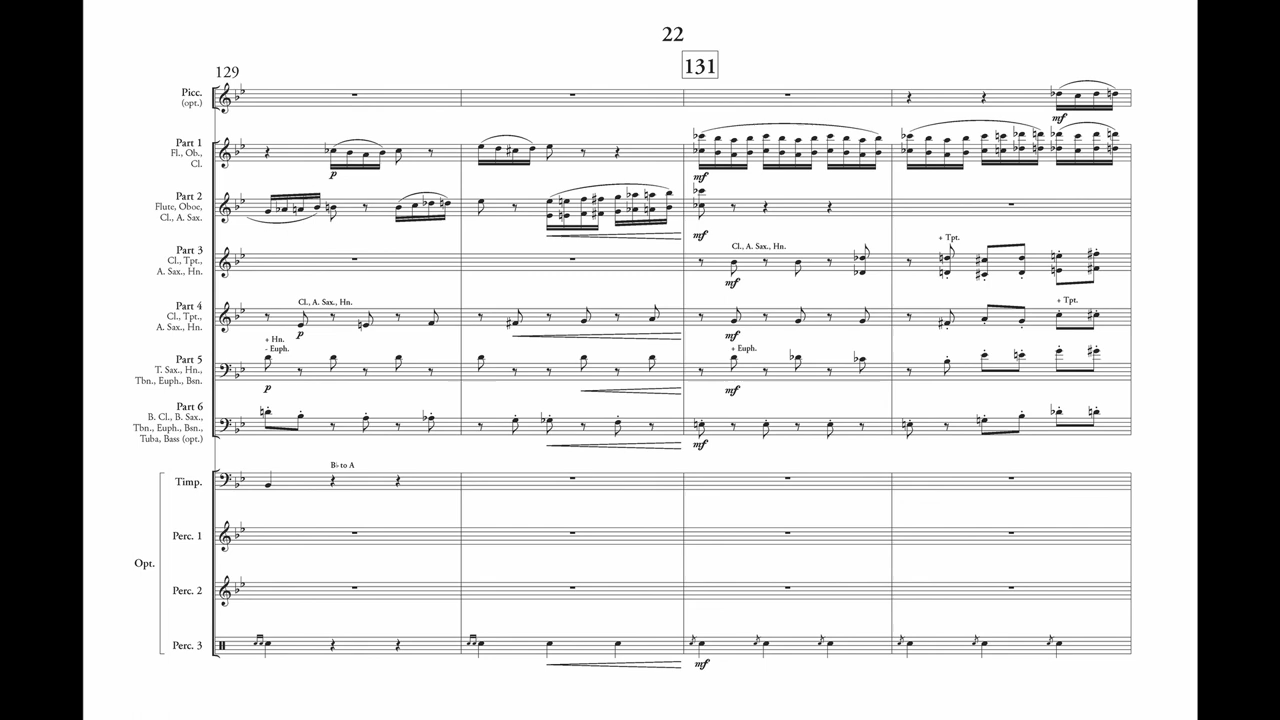 22
131
129
Picc.
(opt.)
mf
Part 1
Fl., Ob.,
Cl.
p
mf
Part 2
Flute, Oboe,
Cl., A. Sax.
mf
Part 3
Cl., Tpt.,
A. Sax., Hn.
Cl., A. Sax., Hn.
+ Tpt.
mf
Part 4
Cl., Tpt.,
A. Sax., Hn.
Cl., A. Sax., Hn.
+ Tpt.
p
mf
Part 5
T. Sax., Hn.,
Tbn., Euph., Bsn.
+ Hn.
- Euph.
+ Euph.
p
mf
Part 6
B. Cl., B. Sax.,
Tbn., Euph., Bsn.,
Tuba, Bass (opt.)
mf
Timp.
B♭ to A
Perc. 1
Opt.
Perc. 2
Perc. 3
mf